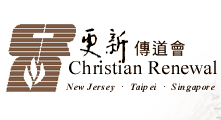 更新傳道會
Christian Renewal
New Jersey · Taipei · Singapore